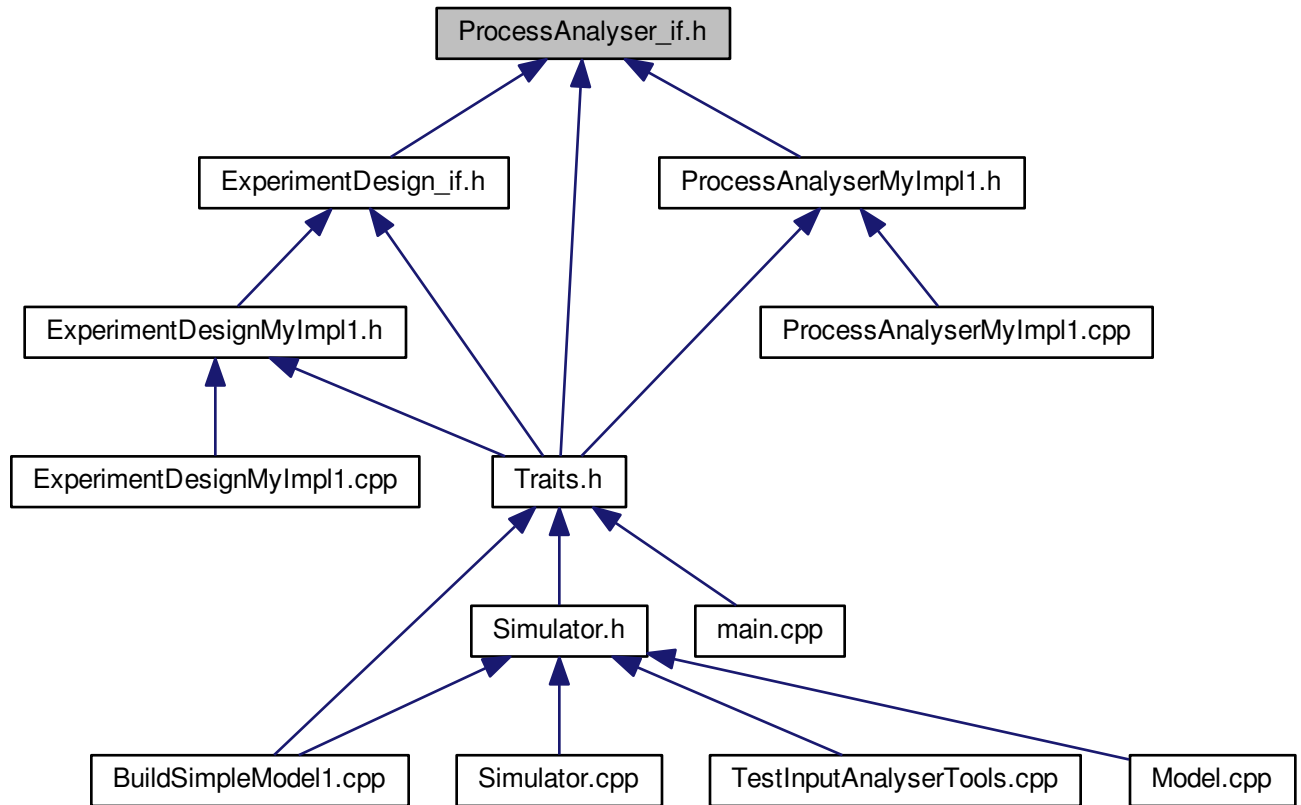 ProcessAnalyser_if.h
ExperimentDesign_if.h
ProcessAnalyserMyImpl1.h
ExperimentDesignMyImpl1.h
ProcessAnalyserMyImpl1.cpp
ExperimentDesignMyImpl1.cpp
Traits.h
Simulator.h
main.cpp
BuildSimpleModel1.cpp
Simulator.cpp
TestInputAnalyserTools.cpp
Model.cpp